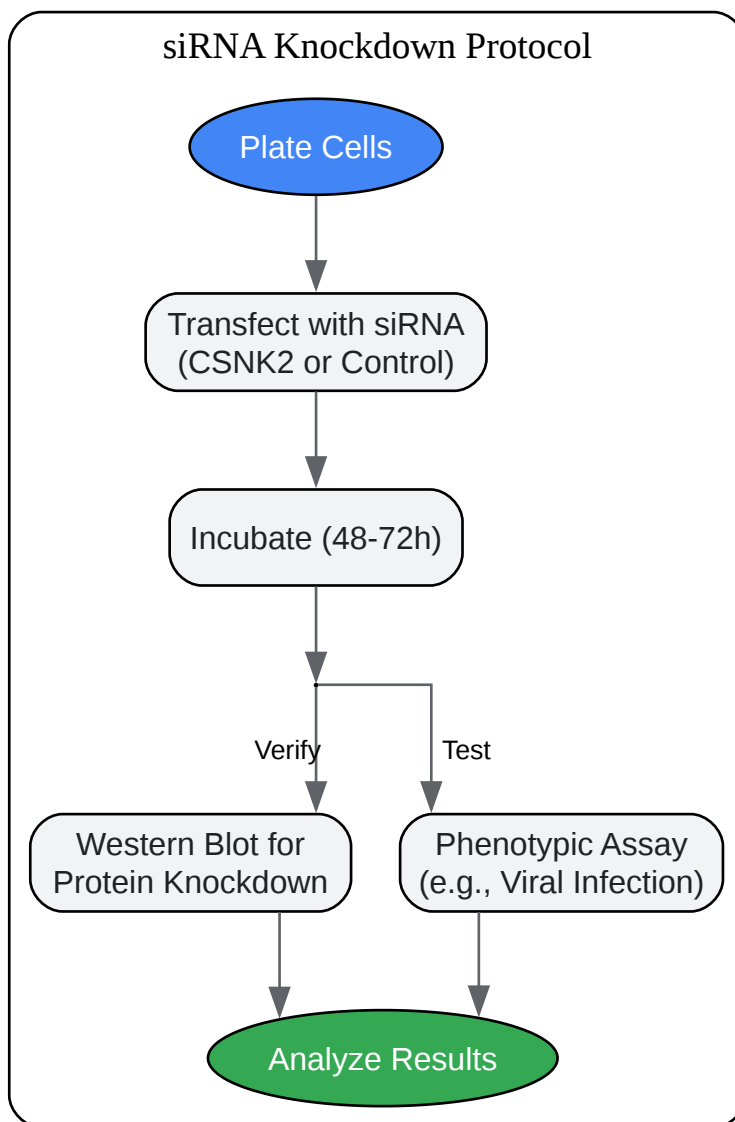 siRNA Knockdown Protocol
Plate Cells
Transfect with siRNA
(CSNK2 or Control)
Incubate (48-72h)
Verify
Test
Western Blot for
Protein Knockdown
Phenotypic Assay
(e.g., Viral Infection)
Analyze Results